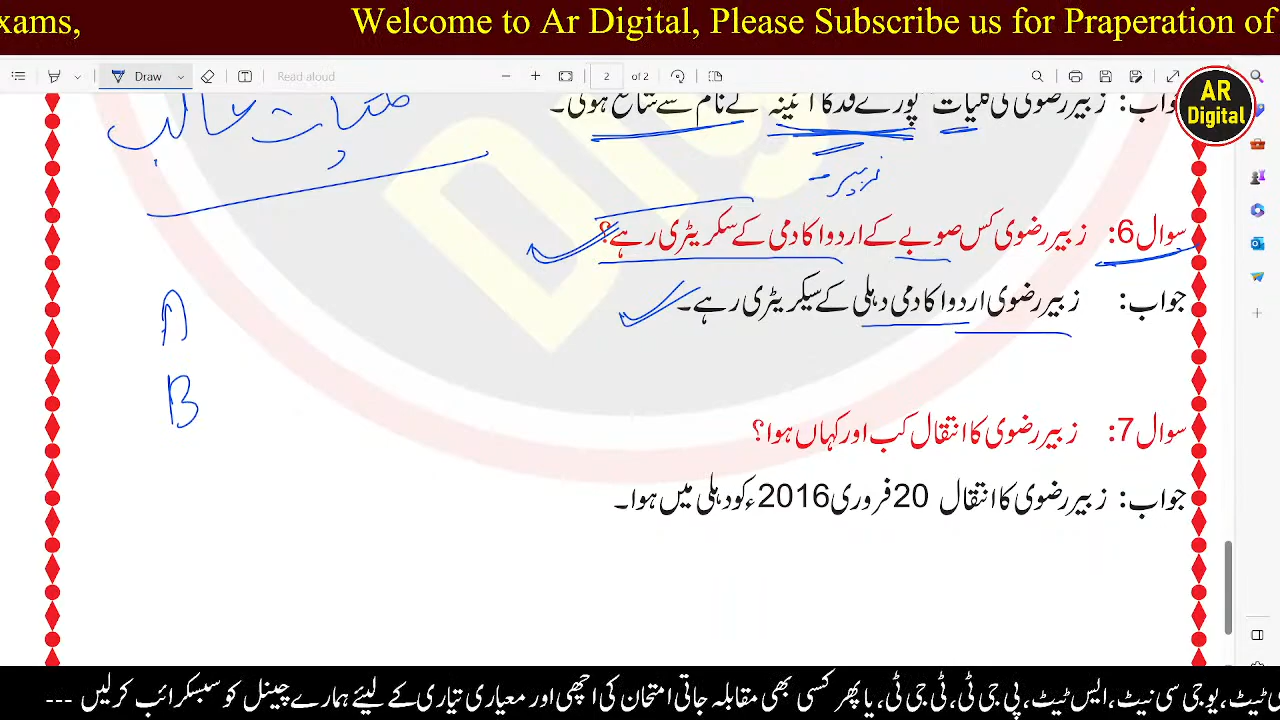 xams, Welcome to Ar Digital, Please Subscribe us for Praperation of
Draw Read aloud 2 of 2
AR
Digital
جواب: زبیر رضوی کی کلیات "پورے قد کا آئینہ کے نام سے شائع ہوئی۔
کلیات غالب
زبیر
سوال 6: زبیر رضوی کس صوبے کے اردو اکادمی کے سکریٹری رہے؟
جواب: زبیر رضوی اردو اکادمی دہلی کے سیکریٹری رہے۔
A
B
سوال 7: زبیر رضوی کا انتقال کب اور کہاں ہوا؟
جواب: زبیر رضوی کا انتقال 20 فروری 2016ء کو دہلی میں ہوا۔
ی ٹیٹ، یو جی سی نیٹ، ایس ٹیٹ، پی جی ٹی، ٹی جی ٹی، یا پھر کسی بھی مقابلہ جاتی امتحان کی اچھی اور معیاری تیاری کے لیئے ہمارے چینل کو سبسکرائب کرلیں ---